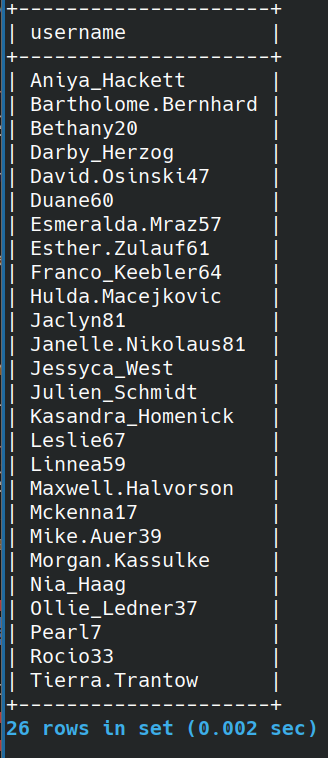 +---------------------+
| username            |
+---------------------+
| Aniya_Hackett       |
| Bartholome.Bernhard |
| Bethany20           |
| Darby_Herzog        |
| David.Osinski47     |
| Duane60             |
| Esmeralda.Mraz57    |
| Esther.Zulauf61     |
| Franco_Keebler64    |
| Hulda.Macejkovic    |
| Jaclyn81            |
| Janelle.Nikolaus81  |
| Jessyca_West        |
| Julien_Schmidt      |
| Kasandra_Homenick   |
| Leslie67            |
| Linnea59            |
| Maxwell.Halvorson   |
| Mckenna17           |
| Mike.Auer39         |
| Morgan.Kassulke     |
| Nia_Haag            |
| Ollie_Ledner37      |
| Pearl7              |
| Rocio33             |
| Tierra.Trantow      |
+---------------------+
26 rows in set (0.002 sec)